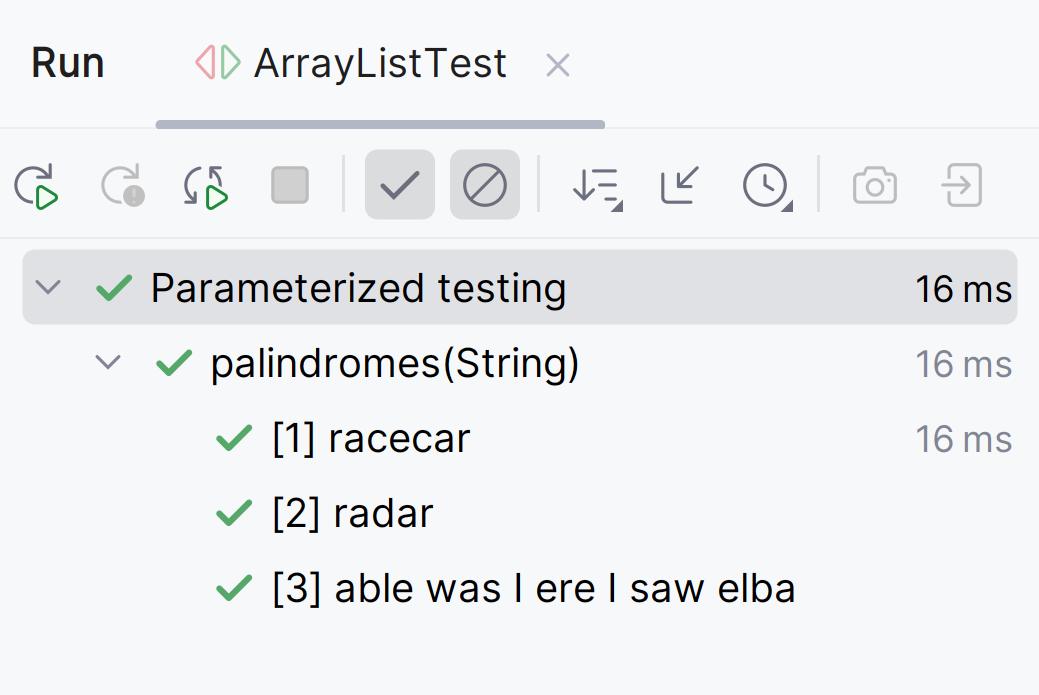 Run ArrayListTest
Parameterized testing 16 ms
palindromes(String) 16 ms
[1] racecar 16 ms
[2] radar
[3] able was I ere I saw elba